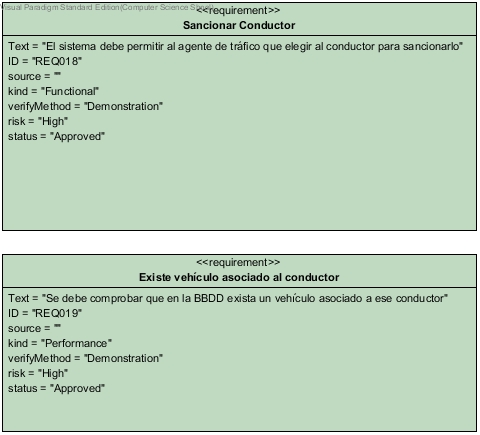 Visual Paradigm Standard Edition(Computer Science
<<requirement>>
Sancionar Conductor
Text = "El sistema debe permitir al agente de tráfico que elegir al conductor para sancionarlo"
ID = "REQ018"
source = ""
kind = "Functional"
verifyMethod = "Demonstration"
risk = "High"
status = "Approved"
<<requirement>>
Existe vehículo asociado al conductor
Text = "Se debe comprobar que en la BBDD exista un vehículo asociado a ese conductor"
ID = "REQ019"
source = ""
kind = "Performance"
verifyMethod = "Demonstration"
risk = "High"
status = "Approved"